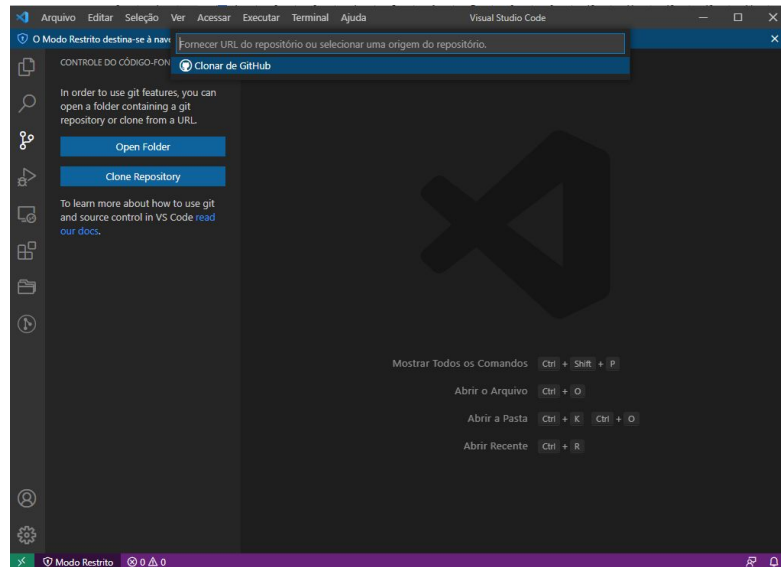 Arquivo Editar Seleção Ver Acessar Executar Terminal Ajuda Visual Studio Code
O Modo Restrito destina-se à nave
Fornecer URL do repositório ou selecionar uma origem do repositório.
Clonar de GitHub
CONTROLE DO CÓDIGO-FON
In order to use git features, you can
open a folder containing a git
repository or clone from a URL.
Open Folder
Clone Repository
To learn more about how to use git
and source control in VS Code read
our docs.
Mostrar Todos os Comandos Ctrl + Shift + P
Abrir o Arquivo Ctrl + O
Abrir a Pasta Ctrl + K Ctrl + O
Abrir Recente Ctrl + R
Modo Restrito 0 0